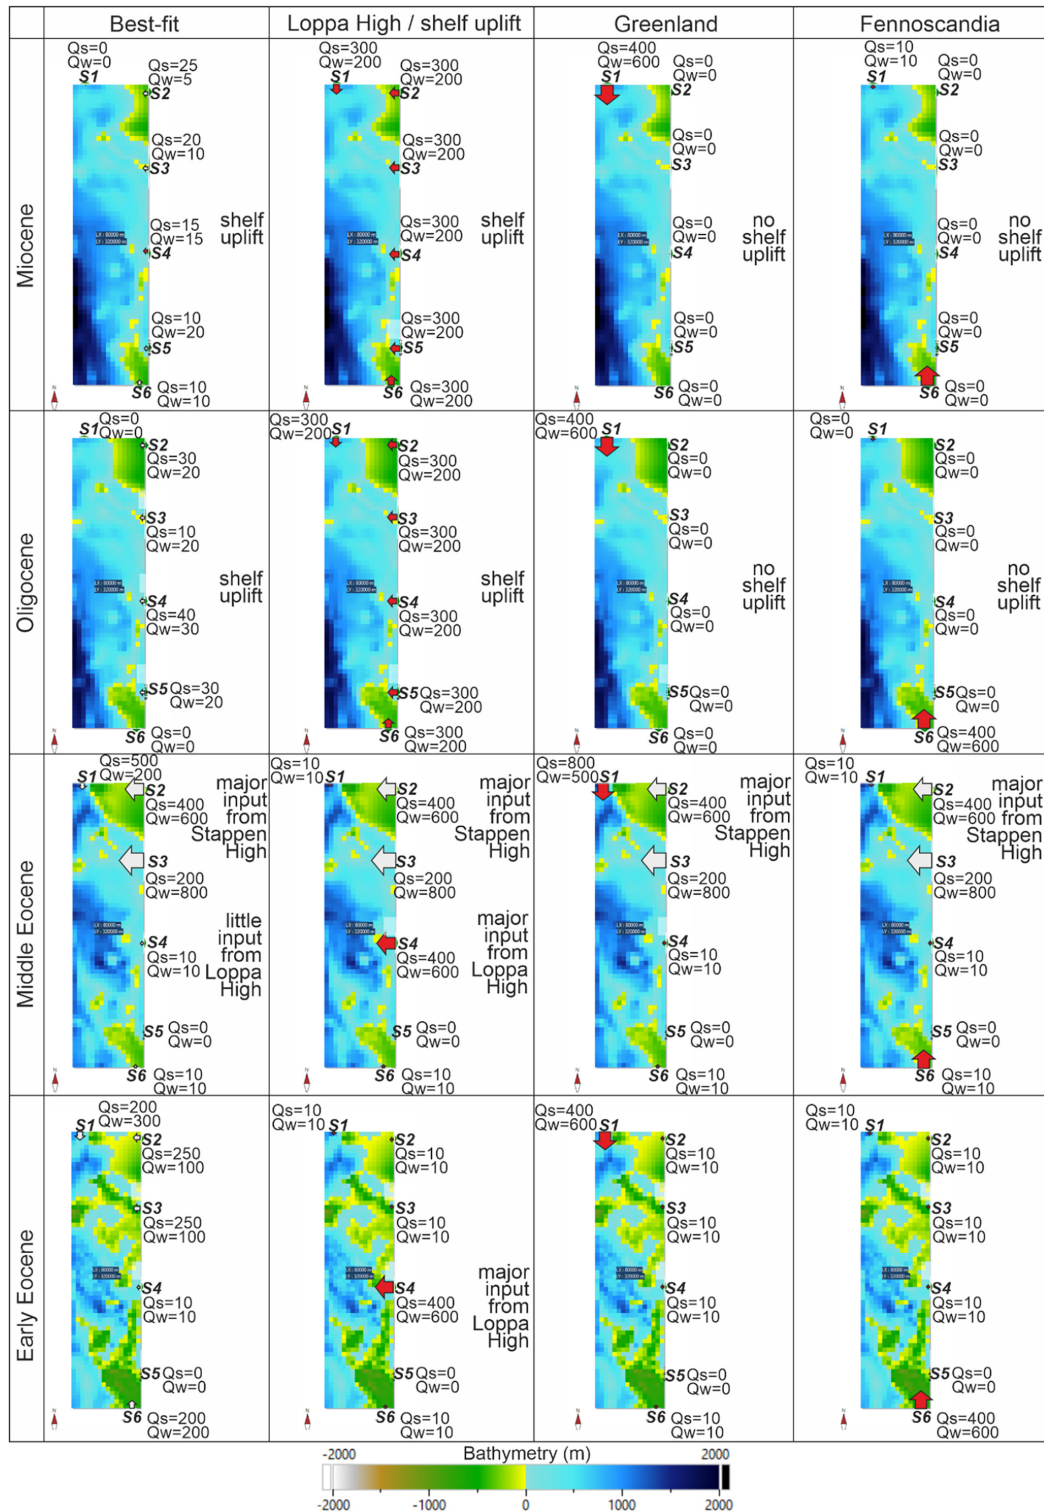 Best-fit
Loppa High / shelf uplift
Greenland
Fennoscandia
Miocene
Qs=0
Qw=0
S1
Qs=25
Qw=5
S2
Qs=20
Qw=10
S3
Qs=15
Qw=15
S4
shelf
uplift
Qs=10
Qw=20
S5
S6
Qs=10
Qw=10
Qs=300
Qw=200
S1
Qs=300
Qw=200
S2
Qs=300
Qw=200
S3
Qs=300
Qw=200
S4
shelf
uplift
Qs=300
Qw=200
S5
S6
Qs=300
Qw=200
Qs=400
Qw=600
S1
Qs=0
Qw=0
S2
Qs=0
Qw=0
S3
Qs=0
Qw=0
S4
no
shelf
uplift
Qs=0
Qw=0
S5
S6
Qs=0
Qw=0
Qs=10
Qw=10
S1
Qs=0
Qw=0
S2
Qs=0
Qw=0
S3
Qs=0
Qw=0
S4
no
shelf
uplift
Qs=0
Qw=0
S5
S6
Qs=0
Qw=0
Oligocene
Qs=0
Qw=0
S1
S2
Qs=30
Qw=20
S3
Qs=10
Qw=20
shelf
uplift
S4
Qs=40
Qw=30
S5
Qs=30
Qw=20
S6
Qs=0
Qw=0
Qs=300
Qw=200
S1
S2
Qs=300
Qw=200
S3
Qs=300
Qw=200
shelf
uplift
S4
Qs=300
Qw=200
S5
Qs=300
Qw=200
S6
Qs=300
Qw=200
Qs=400
Qw=600
S1
S2
Qs=0
Qw=0
S3
Qs=0
Qw=0
no
shelf
uplift
S4
Qs=0
Qw=0
S5
Qs=0
Qw=0
S6
Qs=0
Qw=0
Qs=0
Qw=0
S1
S2
Qs=0
Qw=0
S3
Qs=0
Qw=0
no
shelf
uplift
S4
Qs=0
Qw=0
S5
Qs=0
Qw=0
S6
Qs=400
Qw=600
Middle Eocene
Qs=500
Qw=200
S1
S2
Qs=400
Qw=600
major
input
from
Stappen
High
S3
Qs=200
Qw=800
S4
Qs=10
Qw=10
little
input
from
Loppa
High
S5
Qs=0
Qw=0
S6
Qs=10
Qw=10
Qs=10
Qw=10
S1
S2
Qs=400
Qw=600
major
input
from
Stappen
High
S3
Qs=200
Qw=800
S4
Qs=400
Qw=600
major
input
from
Loppa
High
S5
Qs=0
Qw=0
S6
Qs=10
Qw=10
Qs=800
Qw=500
S1
S2
Qs=400
Qw=600
major
input
from
Stappen
High
S3
Qs=200
Qw=800
S4
Qs=10
Qw=10
S5
Qs=0
Qw=0
S6
Qs=10
Qw=10
Qs=10
Qw=10
S1
S2
Qs=400
Qw=600
major
input
from
Stappen
High
S3
Qs=200
Qw=800
S4
Qs=10
Qw=10
S5
Qs=0
Qw=0
S6
Qs=10
Qw=10
Early Eocene
Qs=200
Qw=300
S1
S2
Qs=250
Qw=100
S3
Qs=250
Qw=100
S4
Qs=10
Qw=10
S5
Qs=0
Qw=0
S6
Qs=200
Qw=200
Qs=10
Qw=10
S1
S2
Qs=10
Qw=10
S3
Qs=10
Qw=10
S4
Qs=400
Qw=600
major
input
from
Loppa
High
S5
Qs=0
Qw=0
S6
Qs=10
Qw=10
Qs=400
Qw=600
S1
S2
Qs=10
Qw=10
S3
Qs=10
Qw=10
S4
Qs=10
Qw=10
S5
Qs=0
Qw=0
S6
Qs=10
Qw=10
Qs=10
Qw=10
S1
S2
Qs=10
Qw=10
S3
Qs=10
Qw=10
S4
Qs=10
Qw=10
S5
Qs=0
Qw=0
S6
Qs=400
Qw=600
Bathymetry (m)
-2000
2000
-2000
-1000
0
1000
2000